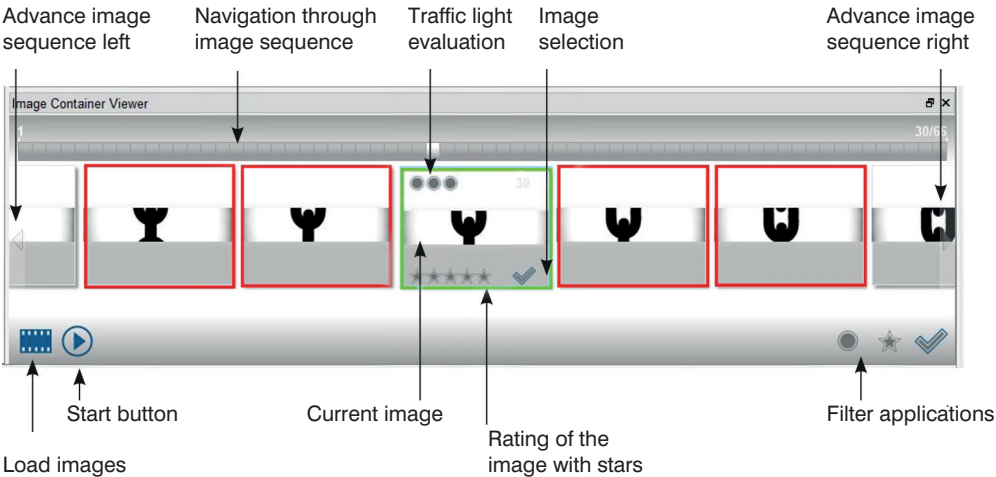 Advance image
sequence left
Navigation through
image sequence
Traffic light
evaluation
Image
selection
Advance image
sequence right
Image Container Viewer
1
30/66
30
Start button
Current image
Filter applications
Rating of the
image with stars
Load images